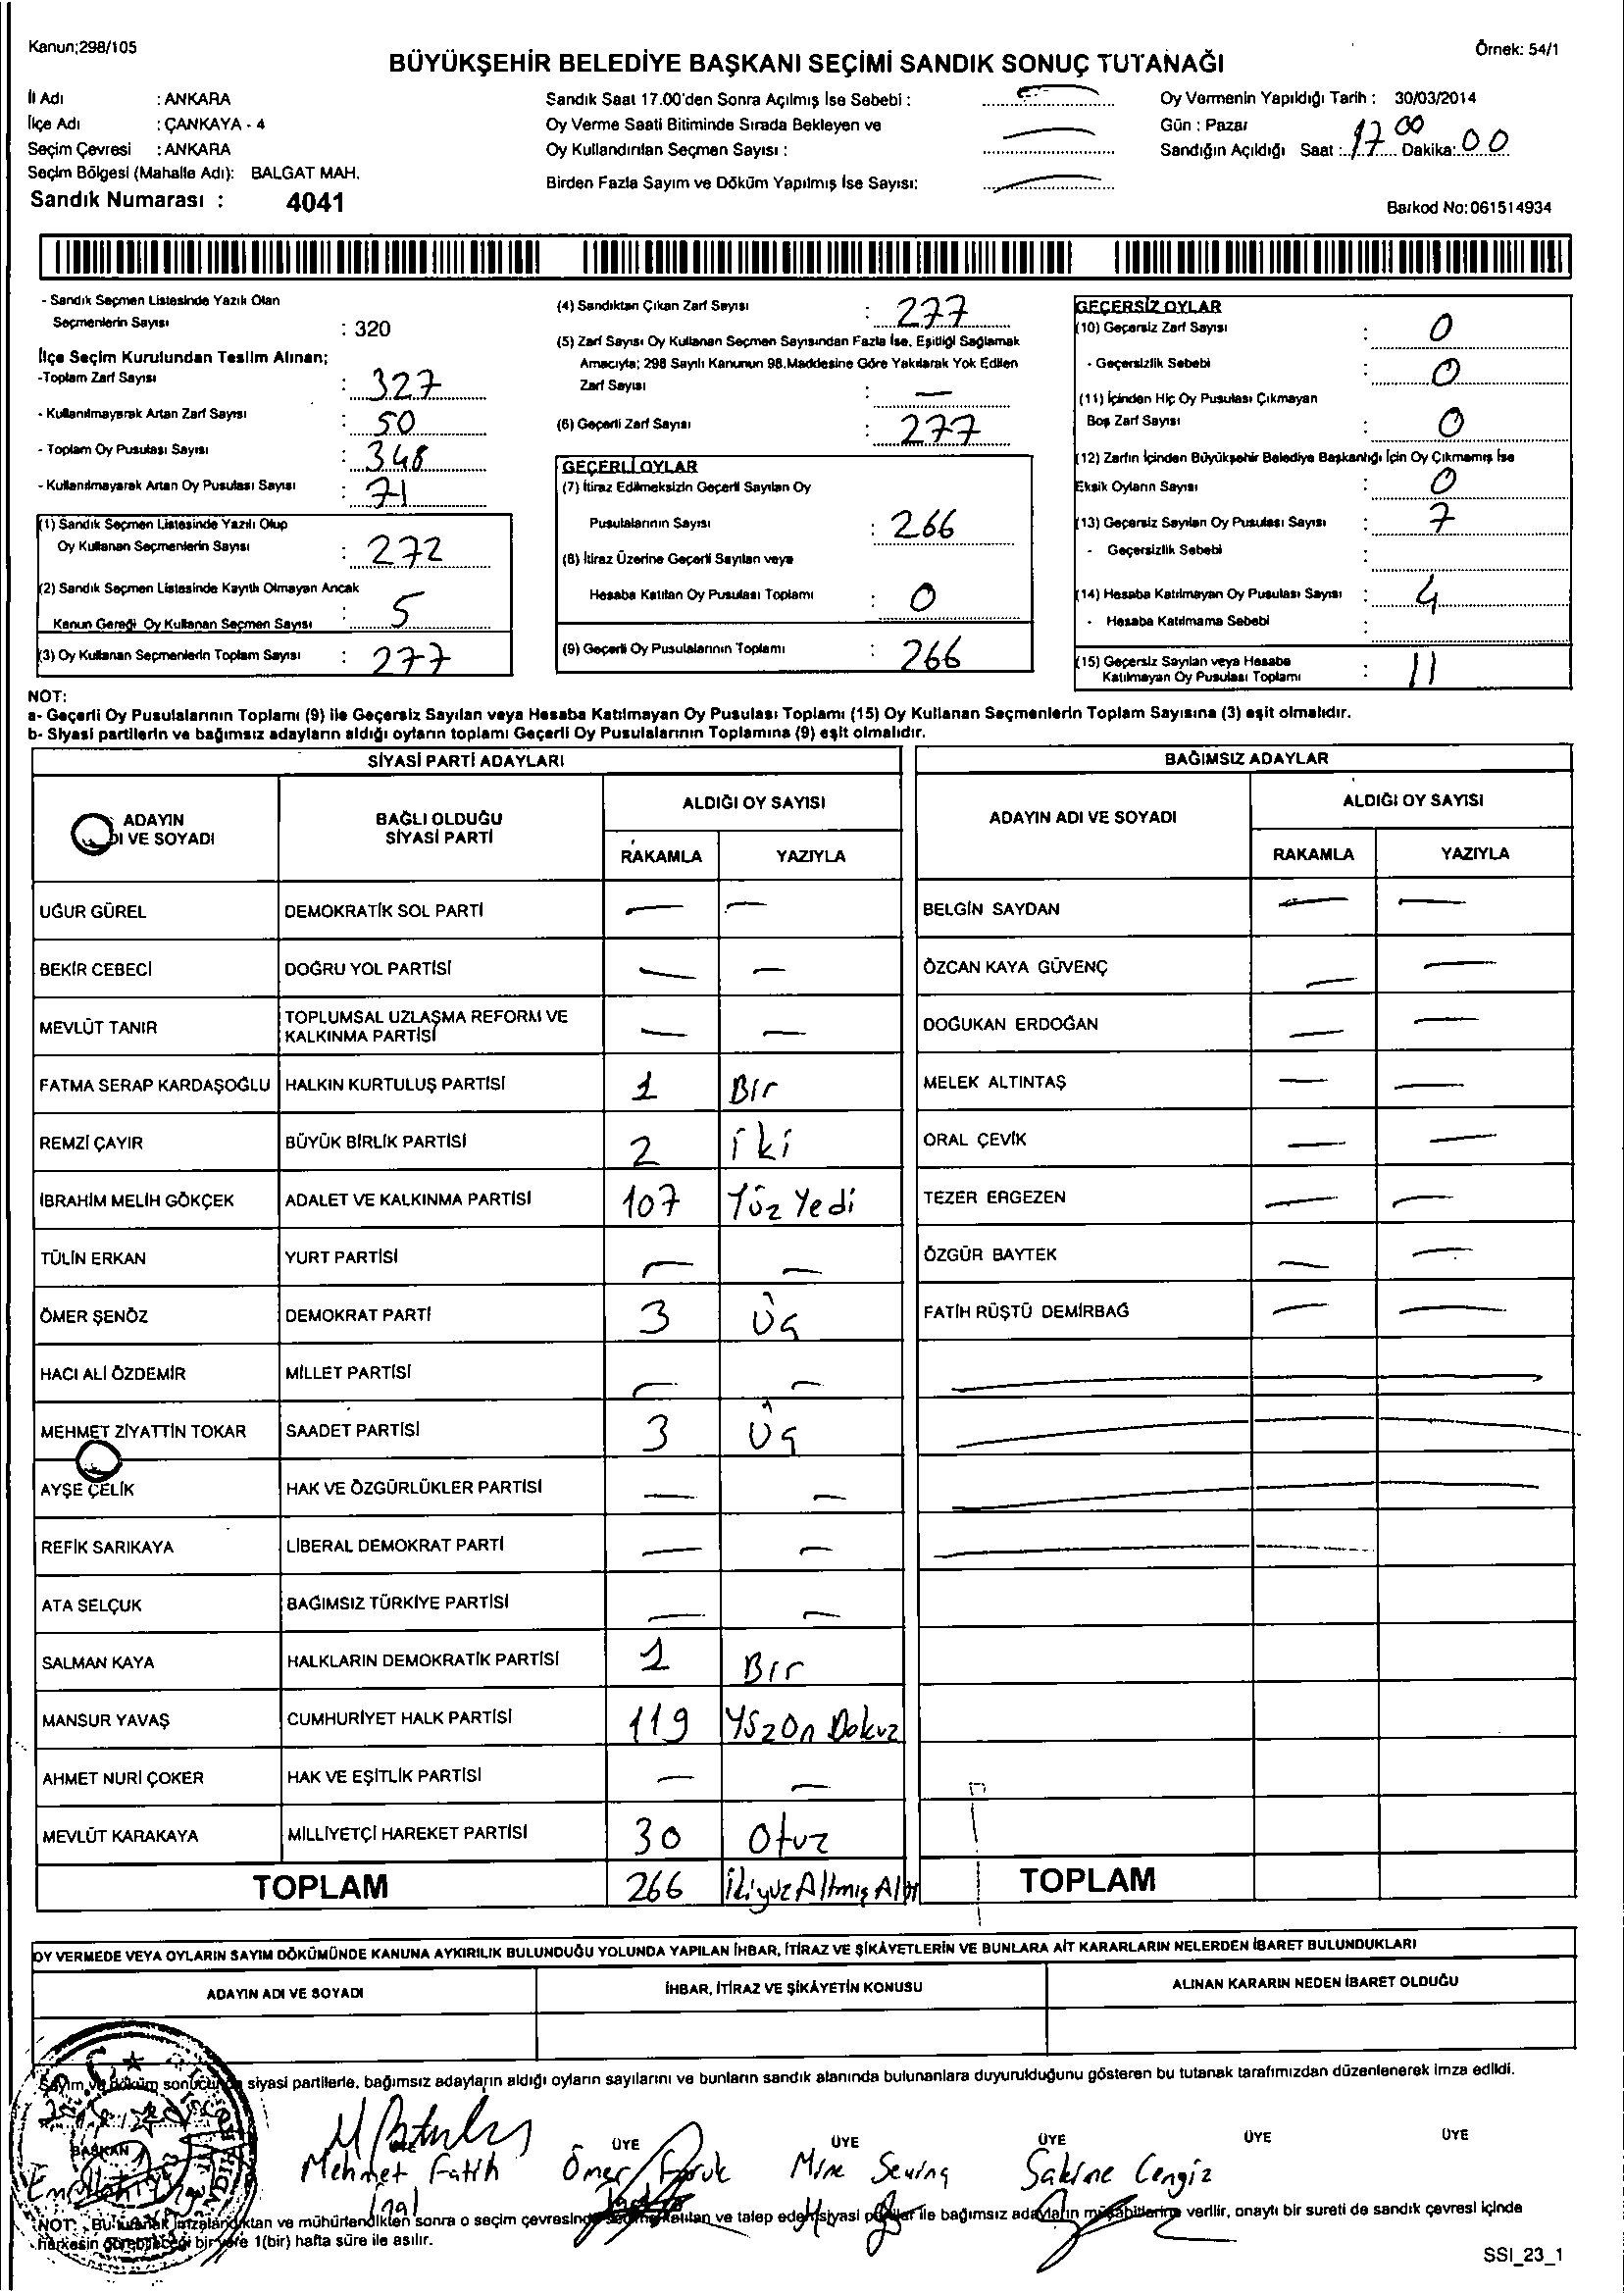 Kanun;298/105
Örnek: 54/1
BÜYÜKŞEHİR BELEDİYE BAŞKANI SEÇİMİ SANDIK SONUÇ TUTANAĞI
İl Adı : ANKARA
İlçe Adı : ÇANKAYA - 4
Seçim Çevresi : ANKARA
Seçim Bölgesi (Mahalle Adı): BALGAT MAH.
Sandık Numarası : 4041
Sandık Saat 17.00'den Sonra Açılmış İse Sebebi :
Oy Verme Saati Bitiminde Sırada Bekleyen ve
Oy Kullandırılan Seçmen Sayısı :
Birden Fazla Sayım ve Döküm Yapılmış İse Sayısı:
Oy Vermenin Yapıldığı Tarih : 30/03/2014
Gün : Pazar
Sandığın Açıldığı Saat : 17 00 Dakika: 00
Barkod No:061514934
- Sandık Seçmen Listesinde Yazılı Olan
Seçmenlerin Sayısı : 320
İlçe Seçim Kurulundan Teslim Alınan;
-Toplam Zarf Sayısı : 327
- Kullanılmayarak Artan Zarf Sayısı : 50
- Toplam Oy Pusulası Sayısı : 348
- Kullanılmayarak Artan Oy Pusulası Sayısı : 71
(1) Sandık Seçmen Listesinde Yazılı Olup
Oy Kullanan Seçmenlerin Sayısı : 272
(2) Sandık Seçmen Listesinde Kayıtlı Olmayan Ancak
Kanun Gereği Oy Kullanan Seçmen Sayısı : 5
(3) Oy Kullanan Seçmenlerin Toplam Sayısı : 277
(4) Sandıktan Çıkan Zarf Sayısı : 277
(5) Zarf Sayısı Oy Kullanan Seçmen Sayısından Fazla İse, Eşitliği Sağlamak
Amacıyla; 298 Sayılı Kanunun 98.Maddesine Göre Yakılarak Yok Edilen
Zarf Sayısı : —
(6) Geçerli Zarf Sayısı : 277
GEÇERLİ OYLAR
(7) İtiraz Edilmeksizin Geçerli Sayılan Oy
Pusulalarının Sayısı : 266
(8) İtiraz Üzerine Geçerli Sayılan veya
Hesaba Katılan Oy Pusulası Toplamı : 0
(9) Geçerli Oy Pusulalarının Toplamı : 266
GEÇERSİZ OYLAR
(10) Geçersiz Zarf Sayısı : 0
- Geçersizlik Sebebi : 0
(11) İçinden Hiç Oy Pusulası Çıkmayan
Boş Zarf Sayısı : 0
(12) Zarfın İçinden Büyükşehir Belediye Başkanlığı İçin Oy Çıkmamış İse
Eksik Oyların Sayısı : 0
(13) Geçersiz Sayılan Oy Pusulası Sayısı : 7
- Geçersizlik Sebebi :
(14) Hesaba Katılmayan Oy Pusulası Sayısı : 4
- Hesaba Katılmama Sebebi :
(15) Geçersiz Sayılan veya Hesaba
Katılmayan Oy Pusulası Toplamı : 11
NOT:
a- Geçerli Oy Pusulalarının Toplamı (9) ile Geçersiz Sayılan veya Hesaba Katılmayan Oy Pusulası Toplamı (15) Oy Kullanan Seçmenlerin Toplam Sayısına (3) eşit olmalıdır.
b- Siyasi partilerin ve bağımsız adayların aldığı oyların toplamı Geçerli Oy Pusulalarının Toplamına (9) eşit olmalıdır.
SİYASİ PARTİ ADAYLARI
ADAYIN
DI VE SOYADI
BAĞLI OLDUĞU
SİYASİ PARTİ
ALDIĞI OY SAYISI
RAKAMLA YAZIYLA
UĞUR GÜREL DEMOKRATİK SOL PARTİ — —
BEKİR CEBECİ DOĞRU YOL PARTİSİ — —
MEVLÜT TANIR TOPLUMSAL UZLAŞMA REFORM VE
KALKINMA PARTİSİ — —
FATMA SERAP KARDAŞOĞLU HALKIN KURTULUŞ PARTİSİ 1 Bir
REMZİ ÇAYIR BÜYÜK BİRLİK PARTİSİ 2 iki
İBRAHİM MELİH GÖKÇEK ADALET VE KALKINMA PARTİSİ 107 Yüz Yedi
TÜLİN ERKAN YURT PARTİSİ — —
ÖMER ŞENÖZ DEMOKRAT PARTİ 3 Üç
HACI ALİ ÖZDEMİR MİLLET PARTİSİ — —
MEHMET ZİYATTİN TOKAR SAADET PARTİSİ 3 Üç
AYŞE ÇELİK HAK VE ÖZGÜRLÜKLER PARTİSİ — —
REFİK SARIKAYA LİBERAL DEMOKRAT PARTİ — —
ATA SELÇUK BAĞIMSIZ TÜRKİYE PARTİSİ — —
SALMAN KAYA HALKLARIN DEMOKRATİK PARTİSİ 1 Bir
MANSUR YAVAŞ CUMHURİYET HALK PARTİSİ 119 Yüz On Dokuz
AHMET NURİ ÇOKER HAK VE EŞİTLİK PARTİSİ — —
MEVLÜT KARAKAYA MİLLİYETÇİ HAREKET PARTİSİ 30 Otuz
TOPLAM 266 İkiyüz Altmış Altı
BAĞIMSIZ ADAYLAR
ADAYIN ADI VE SOYADI
ALDIĞI OY SAYISI
RAKAMLA YAZIYLA
BELGİN SAYDAN — —
ÖZCAN KAYA GÜVENÇ — —
DOĞUKAN ERDOĞAN — —
MELEK ALTINTAŞ — —
ORAL ÇEVİK — —
TEZER ERGEZEN — —
ÖZGÜR BAYTEK — —
FATİH RÜŞTÜ DEMİRBAĞ — —
TOPLAM
OY VERMEDE VEYA OYLARIN SAYIM DÖKÜMÜNDE KANUNA AYKIRILIK BULUNDUĞU YOLUNDA YAPILAN İHBAR, İTİRAZ VE ŞİKÂYETLERİN VE BUNLARA AİT KARARLARIN NELERDEN İBARET BULUNDUKLARI
ADAYIN ADI VE SOYADI
İHBAR, İTİRAZ VE ŞİKÂYETİN KONUSU
ALINAN KARARIN NEDEN İBARET OLDUĞU
Sayım ve döküm sonucunda siyasi partilerle, bağımsız adayların aldığı oyların sayılarını ve bunların sandık alanında bulunanlara duyurulduğunu gösteren bu tutanak tarafımızdan düzenlenerek imza edildi.
BAŞKAN ÜYE ÜYE ÜYE ÜYE ÜYE
Mehmet Fatih Ömer Faruk Mine Sevinç Sakine Cengiz
NOT : Bu tutanak imzalandıktan ve mühürlendikten sonra o seçim çevresinde seçime katılan ve talep eden siyasi partiler ile bağımsız adayların müşahitlerine verilir, onaylı bir sureti de sandık çevresi içinde
herkesin görebileceği bir yere 1(bir) hafta süre ile asılır.
SSI_23_1